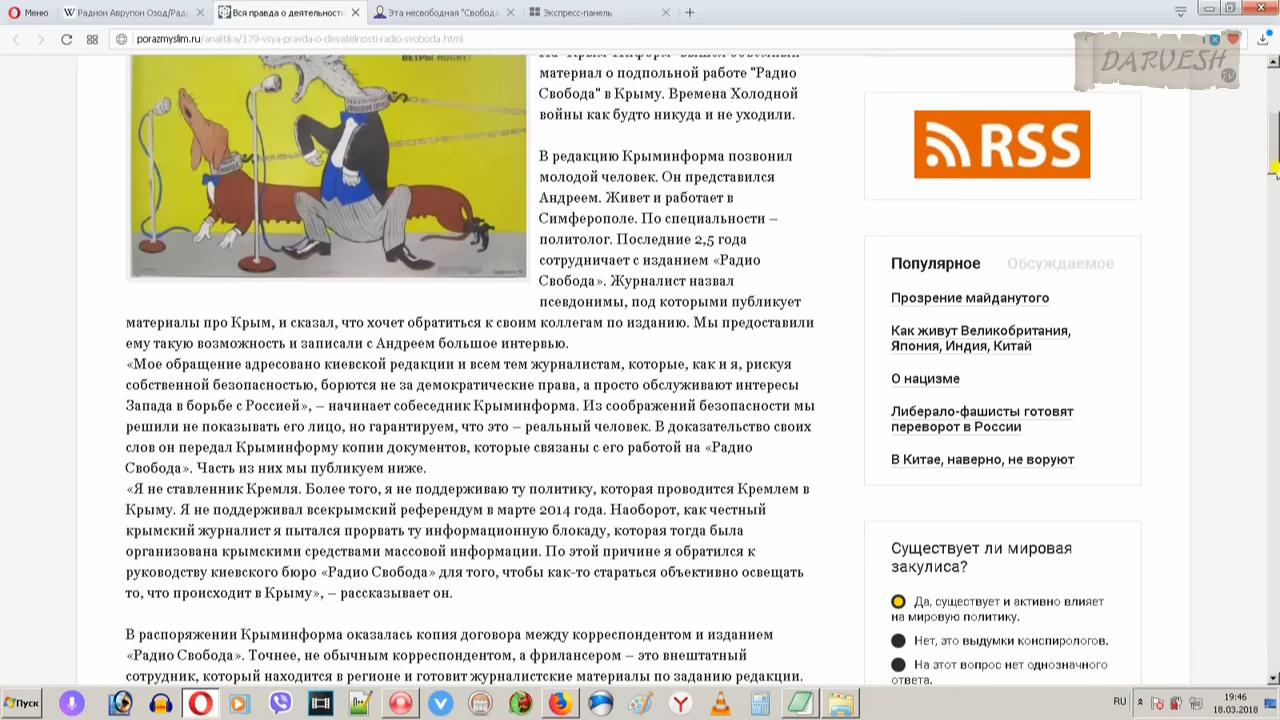 Меню
Радиои Аврупои Озод/Рад
Вся правда о деятельност
Эта несвободная "Свобод
Экспресс-панель
porazmyslim.ru/analitika/179-vsya-pravda-o-deyatelnosti-radio-svoboda.html
DARVESH
TV
материал о подпольной работе "Радио
Свобода" в Крыму. Времена Холодной
войны как будто никуда и не уходили.
В редакцию Крыминформа позвонил
молодой человек. Он представился
Андреем. Живет и работает в
Симферополе. По специальности –
политолог. Последние 2,5 года
сотрудничает с изданием «Радио
Свобода». Журналист назвал
псевдонимы, под которыми публикует
материалы про Крым, и сказал, что хочет обратиться к своим коллегам по изданию. Мы предоставили
ему такую возможность и записали с Андреем большое интервью.
«Мое обращение адресовано киевской редакции и всем тем журналистам, которые, как и я, рискуя
собственной безопасностью, борются не за демократические права, а просто обслуживают интересы
Запада в борьбе с Россией», – начинает собеседник Крыминформа. Из соображений безопасности мы
решили не показывать его лицо, но гарантируем, что это – реальный человек. В доказательство своих
слов он передал Крыминформу копии документов, которые связаны с его работой на «Радио
Свобода». Часть из них мы публикуем ниже.
«Я не ставленник Кремля. Более того, я не поддерживаю ту политику, которая проводится Кремлем в
Крыму. Я не поддерживал всекрымский референдум в марте 2014 года. Наоборот, как честный
крымский журналист я пытался прорвать ту информационную блокаду, которая тогда была
организована крымскими средствами массовой информации. По этой причине я обратился к
руководству киевского бюро «Радио Свобода» для того, чтобы как-то стараться объективно освещать
то, что происходит в Крыму», – рассказывает он.
В распоряжении Крыминформа оказалась копия договора между корреспондентом и изданием
«Радио Свобода». Точнее, не обычным корреспондентом, а фрилансером – это внештатный
сотрудник, который находится в регионе и готовит журналистские материалы по заданию редакции.
RSS
Популярное Обсуждаемое
Прозрение майданутого
Как живут Великобритания,
Япония, Индия, Китай
О нацизме
Либерало-фашисты готовят
переворот в России
В Китае, наверно, не воруют
Существует ли мировая
закулиса?
Да, существует и активно влияет
на мировую политику.
Нет, это выдумки конспирологов.
На этот вопрос нет однозначного
ответа.
Пуск
RU
19:46
18.03.2018